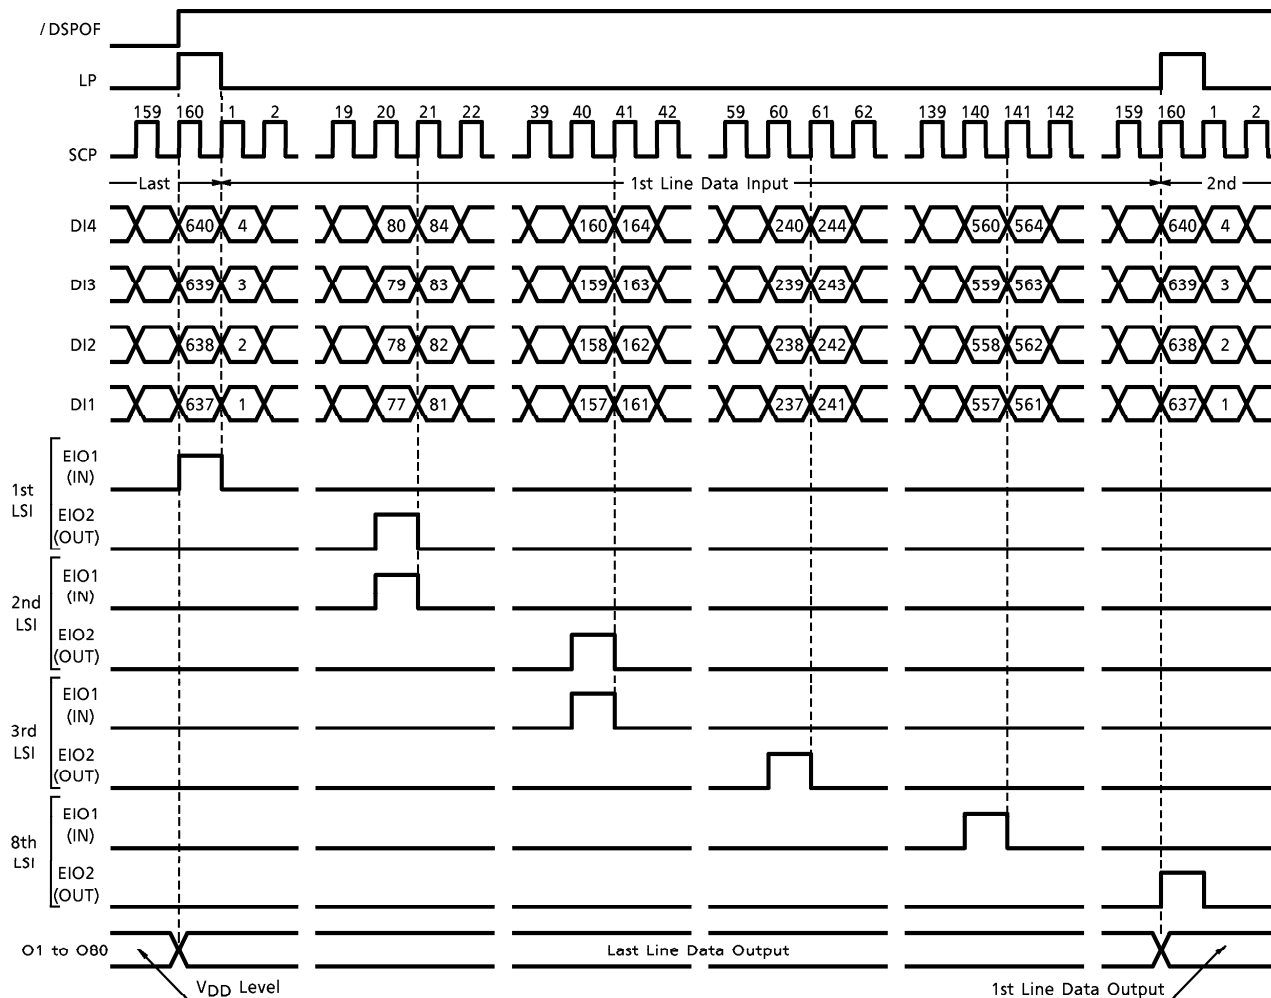 /DSPOF
LP
159 160 1 2 19 20 21 22 39 40 41 42 59 60 61 62 139 140 141 142 159 160 1 2
SCP
Last 1st Line Data Input 2nd
DI4 640 4 80 84 160 164 240 244 560 564 640 4
DI3 639 3 79 83 159 163 239 243 559 563 639 3
DI2 638 2 78 82 158 162 238 242 558 562 638 2
DI1 637 1 77 81 157 161 237 241 557 561 637 1
1st LSI
EIO1
(IN)
EIO2
(OUT)
2nd LSI
EIO1
(IN)
EIO2
(OUT)
3rd LSI
EIO1
(IN)
EIO2
(OUT)
8th LSI
EIO1
(IN)
EIO2
(OUT)
O1 to O80 Last Line Data Output
VDD Level 1st Line Data Output